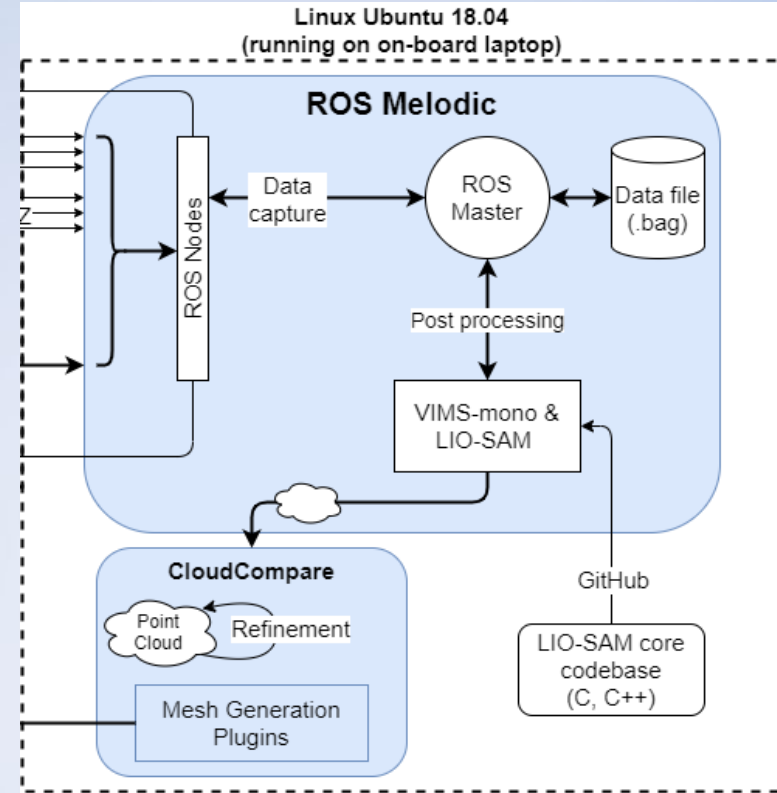 Linux Ubuntu 18.04
(running on on-board laptop)
ROS Melodic
ROS Nodes
Data
capture
ROS
Master
Data file
(.bag)
Z
Post processing
VIMS-mono &
LIO-SAM
CloudCompare
Point
Cloud
Refinement
Mesh Generation
Plugins
GitHub
LIO-SAM core
codebase
(C, C++)